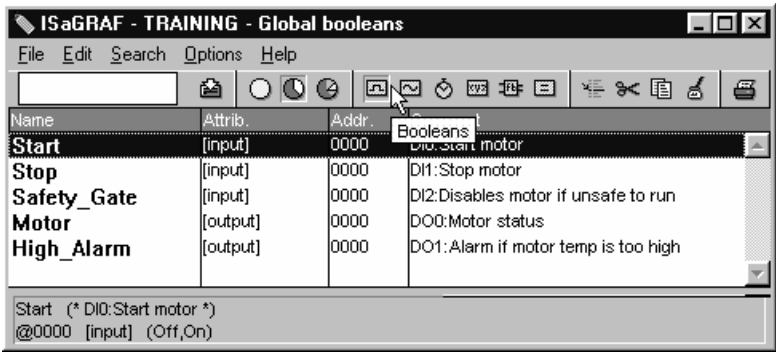 ISaGRAF - TRAINING - Global booleans
File Edit Search Options Help
Name Attrib. Addr.
Booleans
Start [input] 0000 DI0:Start motor
Stop [input] 0000 DI1:Stop motor
Safety_Gate [input] 0000 DI2:Disables motor if unsafe to run
Motor [output] 0000 DO0:Motor status
High_Alarm [output] 0000 DO1:Alarm if motor temp is too high
Start (* DI0:Start motor *)
@0000 [input] (Off,On)